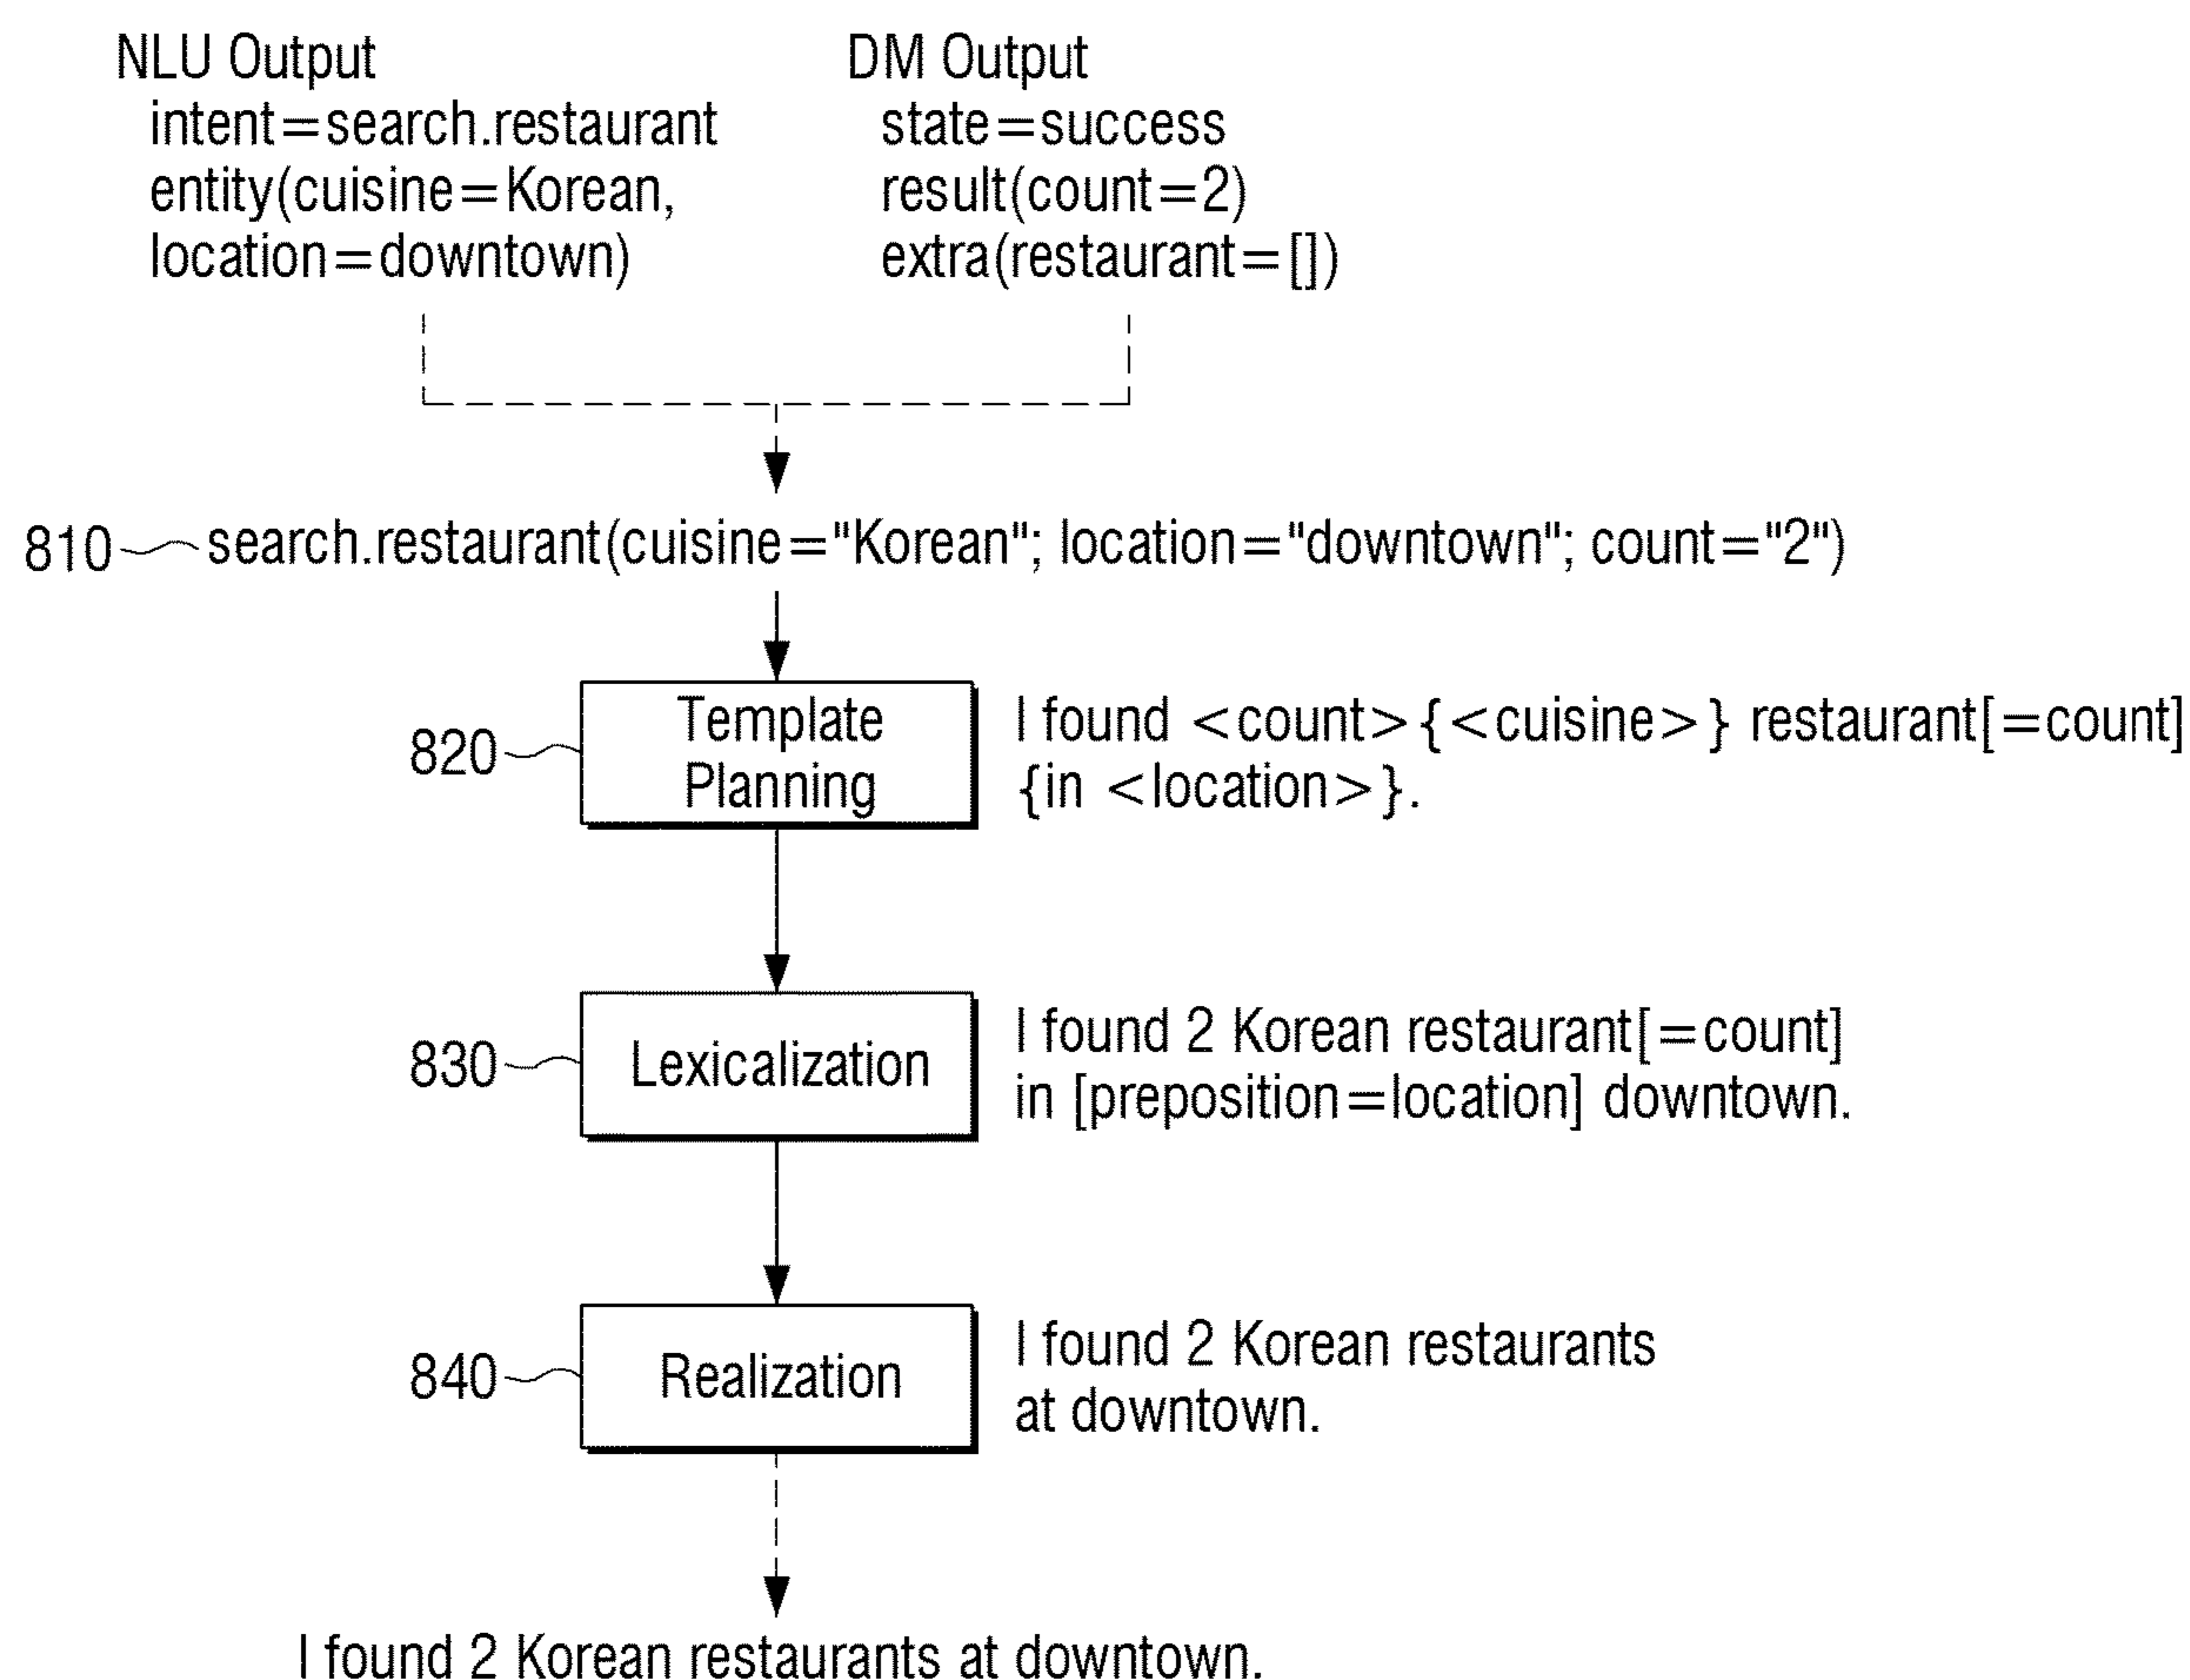 NLU Output
intent=search.restaurant
entity(cuisine=Korean,
location=downtown)
DM Output
state=success
result(count=2)
extra(restaurant=[])
810 search.restaurant(cuisine="Korean"; location="downtown"; count="2")
820
Template
Planning
I found <count>{<cuisine>} restaurant[=count]
{in <location>}.
830
Lexicalization
I found 2 Korean restaurant[=count]
in [preposition=location] downtown.
840
Realization
I found 2 Korean restaurants
at downtown.
I found 2 Korean restaurants at downtown.